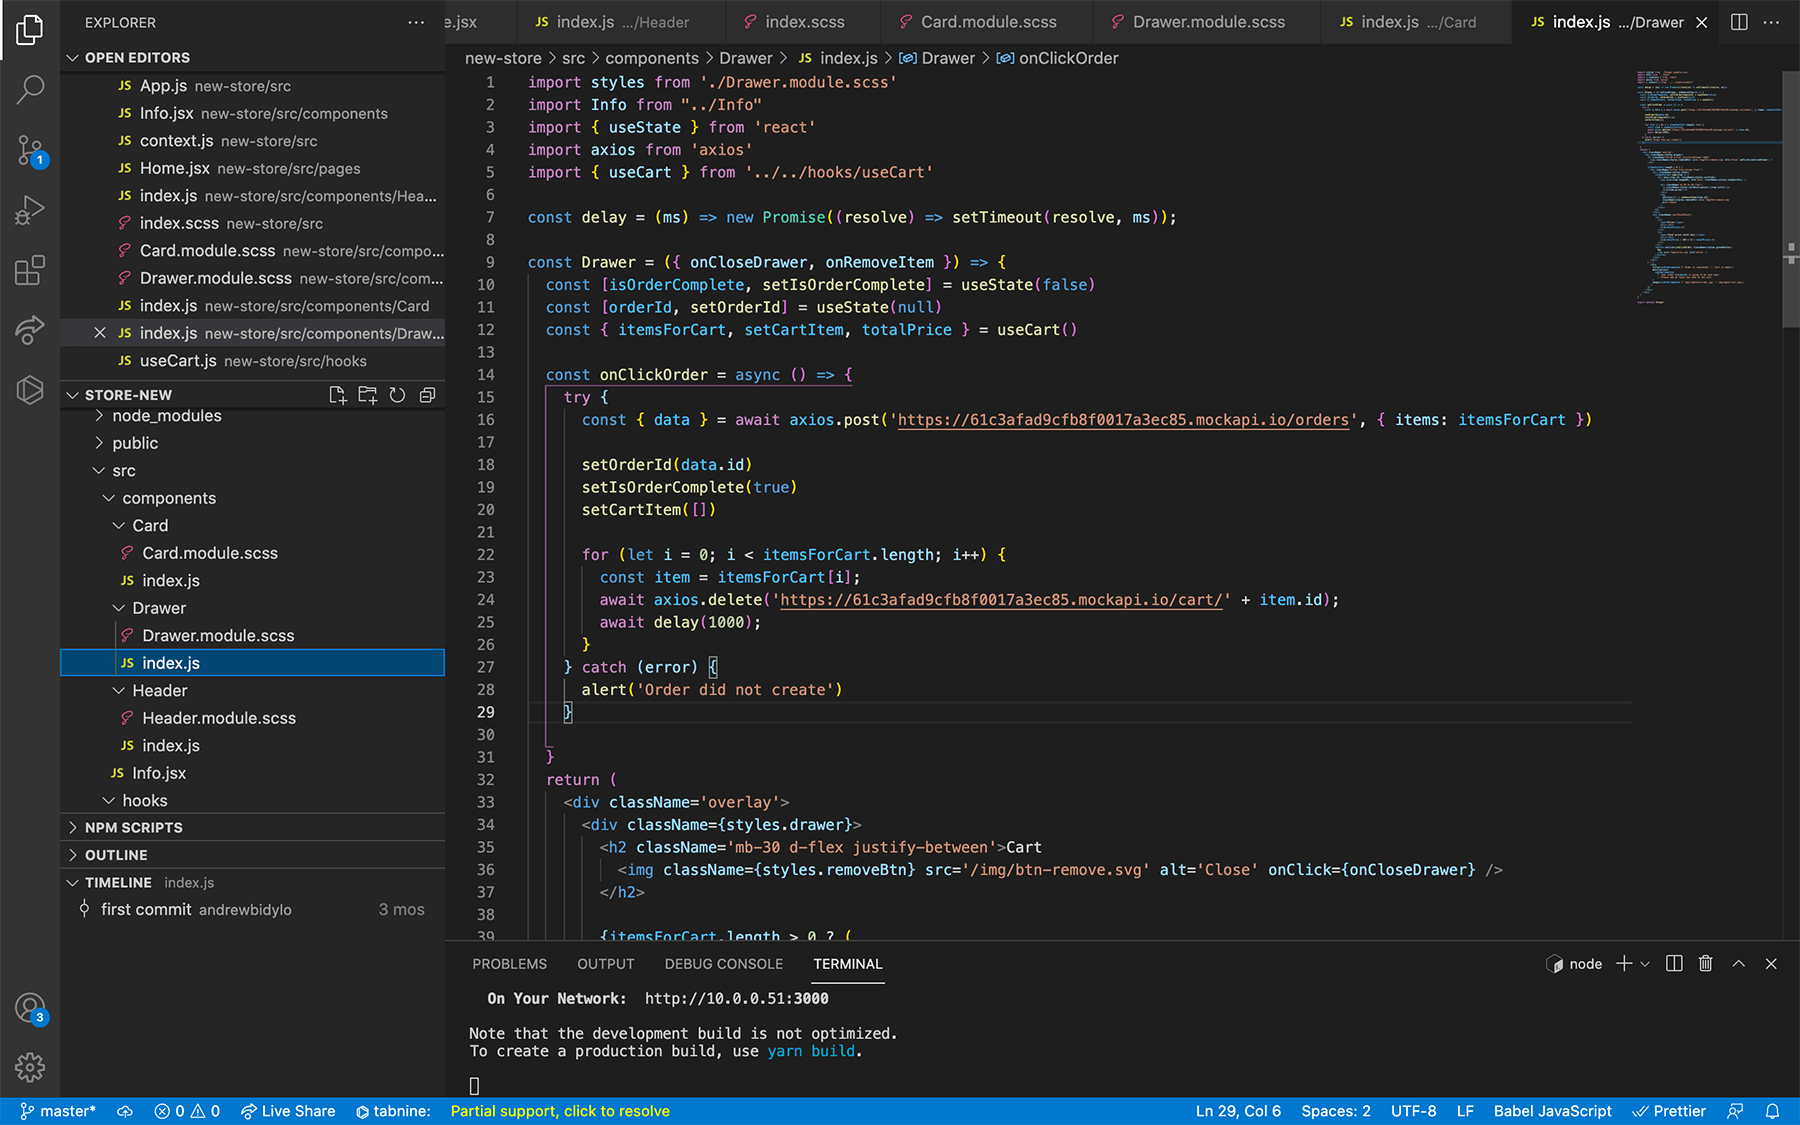 EXPLORER
OPEN EDITORS
JS App.js new-store/src
JS Info.jsx new-store/src/components
JS context.js new-store/src
JS Home.jsx new-store/src/pages
JS index.js new-store/src/components/Hea...
index.scss new-store/src
Card.module.scss new-store/src/compo...
Drawer.module.scss new-store/src/com...
JS index.js new-store/src/components/Card
JS index.js new-store/src/components/Draw...
JS useCart.js new-store/src/hooks
STORE-NEW
node_modules
public
src
components
Card
Card.module.scss
JS index.js
Drawer
Drawer.module.scss
JS index.js
Header
Header.module.scss
JS index.js
JS Info.jsx
hooks
NPM SCRIPTS
OUTLINE
TIMELINE index.js
first commit andrewbidylo 3 mos
1
3
e.jsx JS index.js .../Header index.scss Card.module.scss Drawer.module.scss JS index.js .../Card JS index.js .../Drawer
new-store > src > components > Drawer > JS index.js > Drawer > onClickOrder
1 import styles from './Drawer.module.scss'
2 import Info from "../Info"
3 import { useState } from 'react'
4 import axios from 'axios'
5 import { useCart } from '../../hooks/useCart'
6
7 const delay = (ms) => new Promise((resolve) => setTimeout(resolve, ms));
8
9 const Drawer = ({ onCloseDrawer, onRemoveItem }) => {
10 const [isOrderComplete, setIsOrderComplete] = useState(false)
11 const [orderId, setOrderId] = useState(null)
12 const { itemsForCart, setCartItem, totalPrice } = useCart()
13
14 const onClickOrder = async () => {
15 try {
16 const { data } = await axios.post('https://61c3afad9cfb8f0017a3ec85.mockapi.io/orders', { items: itemsForCart })
17
18 setOrderId(data.id)
19 setIsOrderComplete(true)
20 setCartItem([])
21
22 for (let i = 0; i < itemsForCart.length; i++) {
23 const item = itemsForCart[i];
24 await axios.delete('https://61c3afad9cfb8f0017a3ec85.mockapi.io/cart/' + item.id);
25 await delay(1000);
26 }
27 } catch (error) {
28 alert('Order did not create')
29 }
30
31 }
32 return (
33 <div className='overlay'>
34 <div className={styles.drawer}>
35 <h2 className='mb-30 d-flex justify-between'>Cart
36 <img className={styles.removeBtn} src='/img/btn-remove.svg' alt='Close' onClick={onCloseDrawer} />
37 </h2>
38
39 {itemsForCart.length > 0 ? (
PROBLEMS OUTPUT DEBUG CONSOLE TERMINAL node
On Your Network: http://10.0.0.51:3000
Note that the development build is not optimized.
To create a production build, use yarn build.
master* 0 0 Live Share tabnine: Partial support, click to resolve Ln 29, Col 6 Spaces: 2 UTF-8 LF Babel JavaScript Prettier